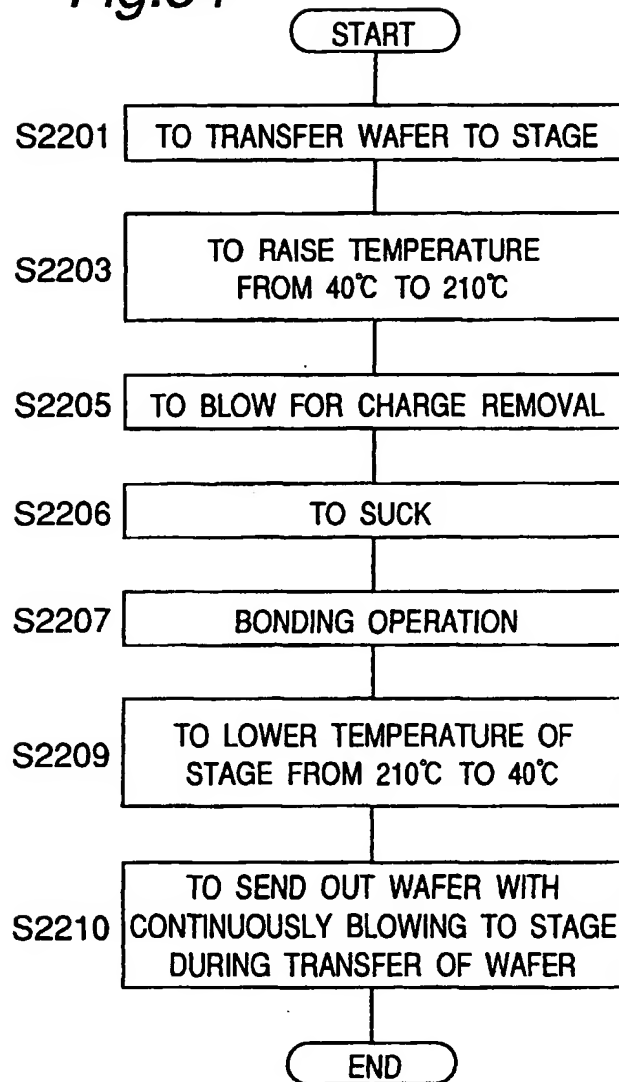 START
S2201 TO TRANSFER WAFER TO STAGE
S2203 TO RAISE TEMPERATURE
FROM 40℃ TO 210℃
S2205 TO BLOW FOR CHARGE REMOVAL
S2206 TO SUCK
S2207 BONDING OPERATION
S2209 TO LOWER TEMPERATURE OF
STAGE FROM 210℃ TO 40℃
S2210 TO SEND OUT WAFER WITH
CONTINUOUSLY BLOWING TO STAGE
DURING TRANSFER OF WAFER
END